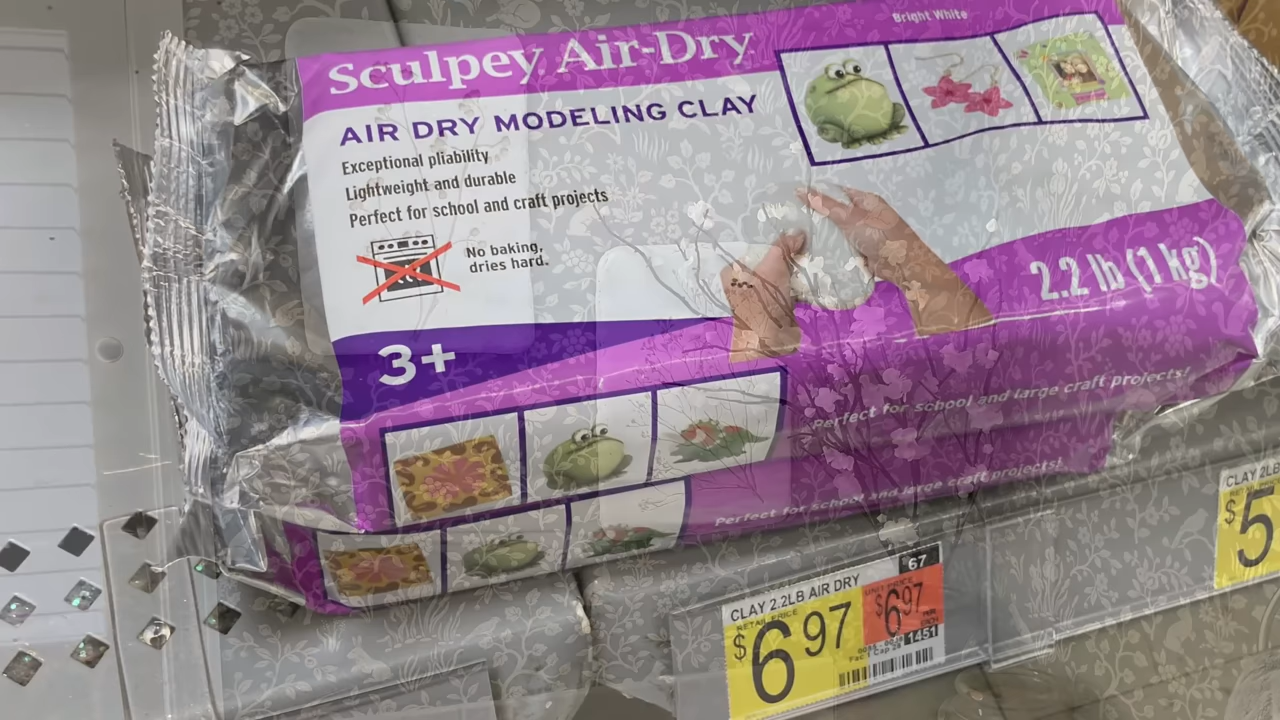 Bright White
Sculpey Air-Dry
AIR DRY MODELING CLAY
Exceptional pliability
Lightweight and durable
Perfect for school and craft projects
No baking,
dries hard.
2.2 lb (1 kg)
3+
Perfect for school and large craft projects!
Perfect for school and large craft projects!
CLAY 2LB
$5
67
CLAY 2.2LB AIR DRY
RETAIL PRICE
$6 97
UNIT PRICE
$6 97
PER
EACH
1451